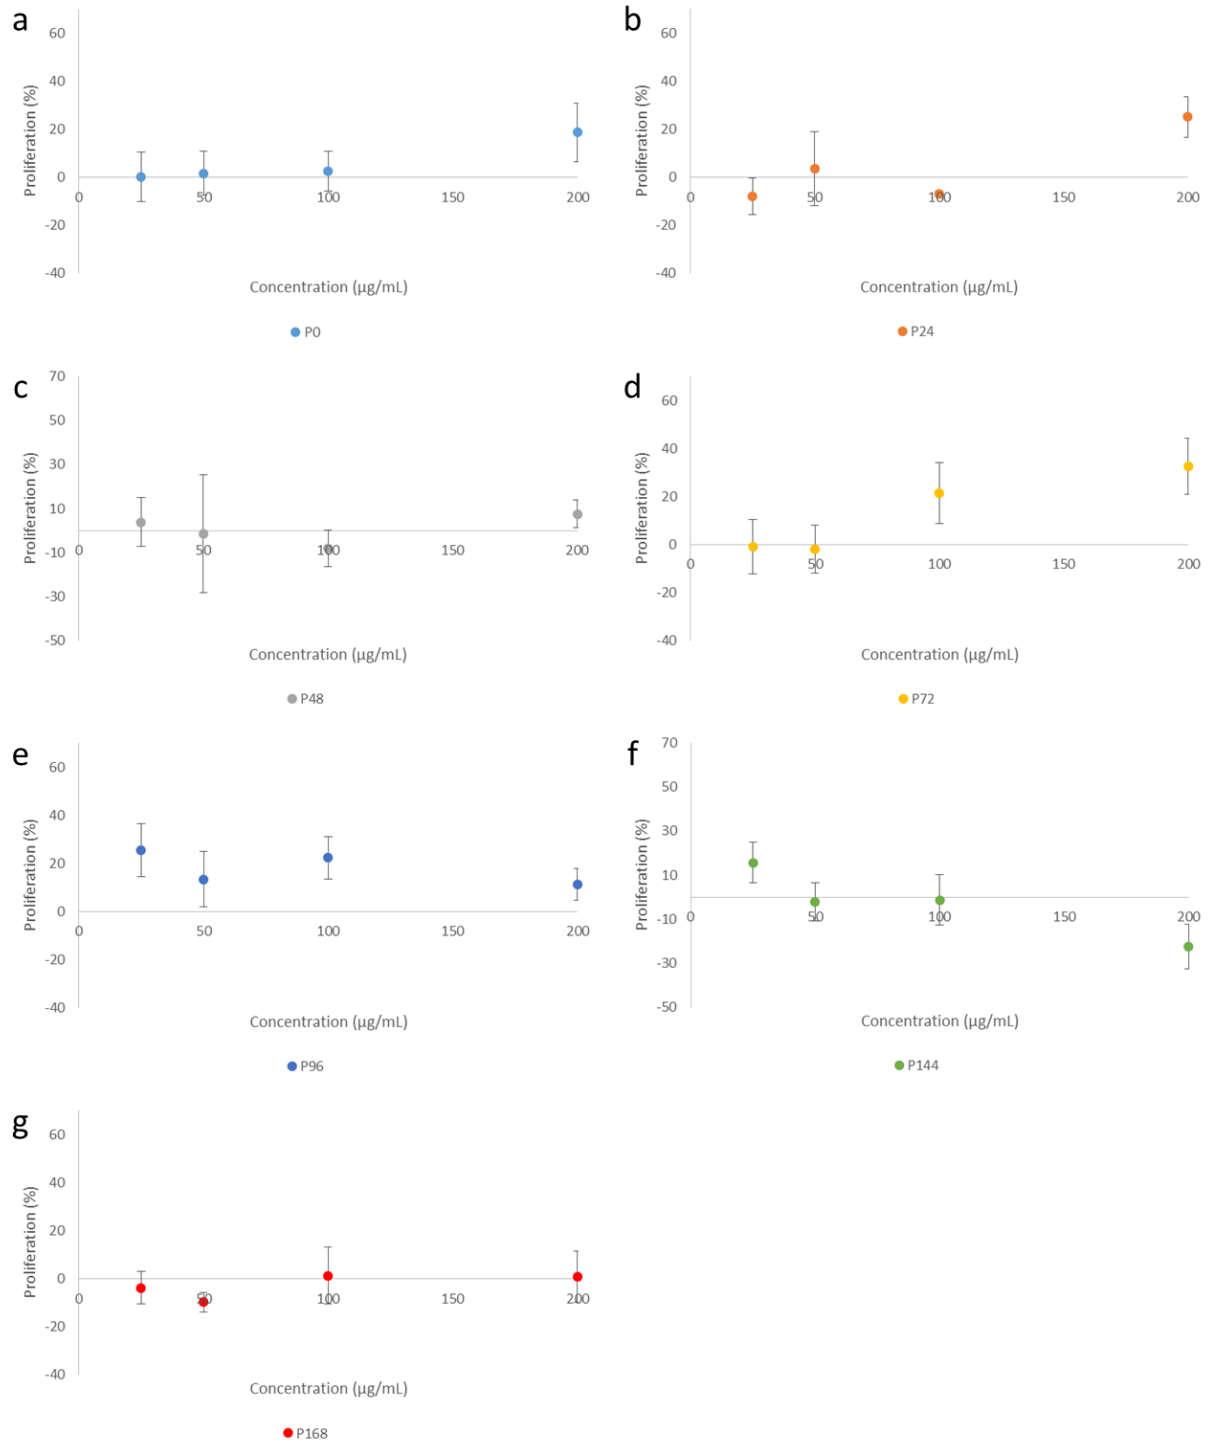 a
60
40
20
0
-20
-40
Proliferation (%)
0 50 100 150 200
Concentration (µg/mL)
P0
b
60
40
20
0
-20
-40
Proliferation (%)
0 50 100 150 200
Concentration (µg/mL)
P24
c
70
50
30
10
-10
-30
-50
Proliferation (%)
0 50 100 150 200
Concentration (µg/mL)
P48
d
60
40
20
0
-20
-40
Proliferation (%)
0 50 100 150 200
Concentration (µg/mL)
P72
e
60
40
20
0
-20
-40
Proliferation (%)
0 50 100 150 200
Concentration (µg/mL)
P96
f
70
50
30
10
-10
-30
-50
Proliferation (%)
0 50 100 150 200
Concentration (µg/mL)
P144
g
60
40
20
0
-20
-40
Proliferation (%)
0 50 100 150 200
Concentration (µg/mL)
P168